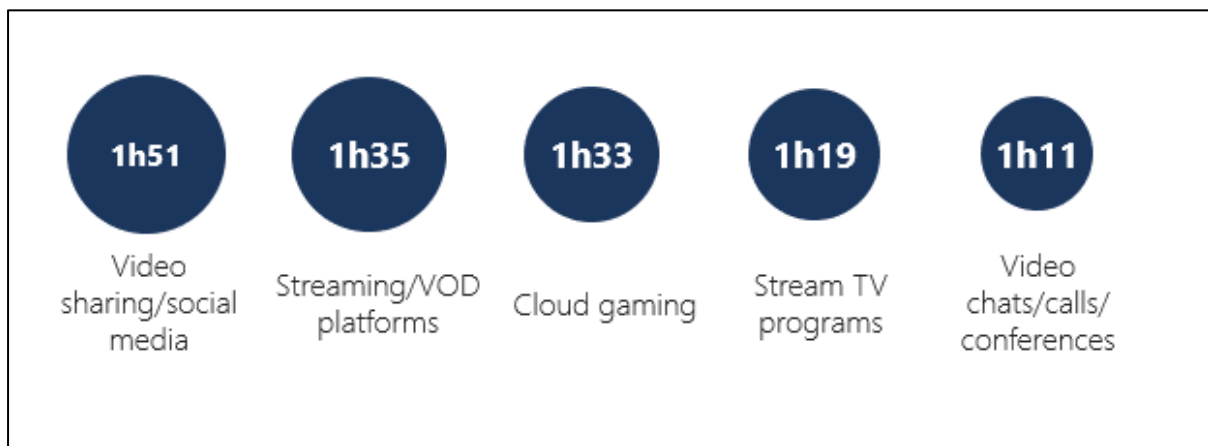 1h51
1h35
1h33
1h19
1h11
Video
sharing/social
media
Streaming/VOD
platforms
Cloud gaming
Stream TV
programs
Video
chats/calls/
conferences